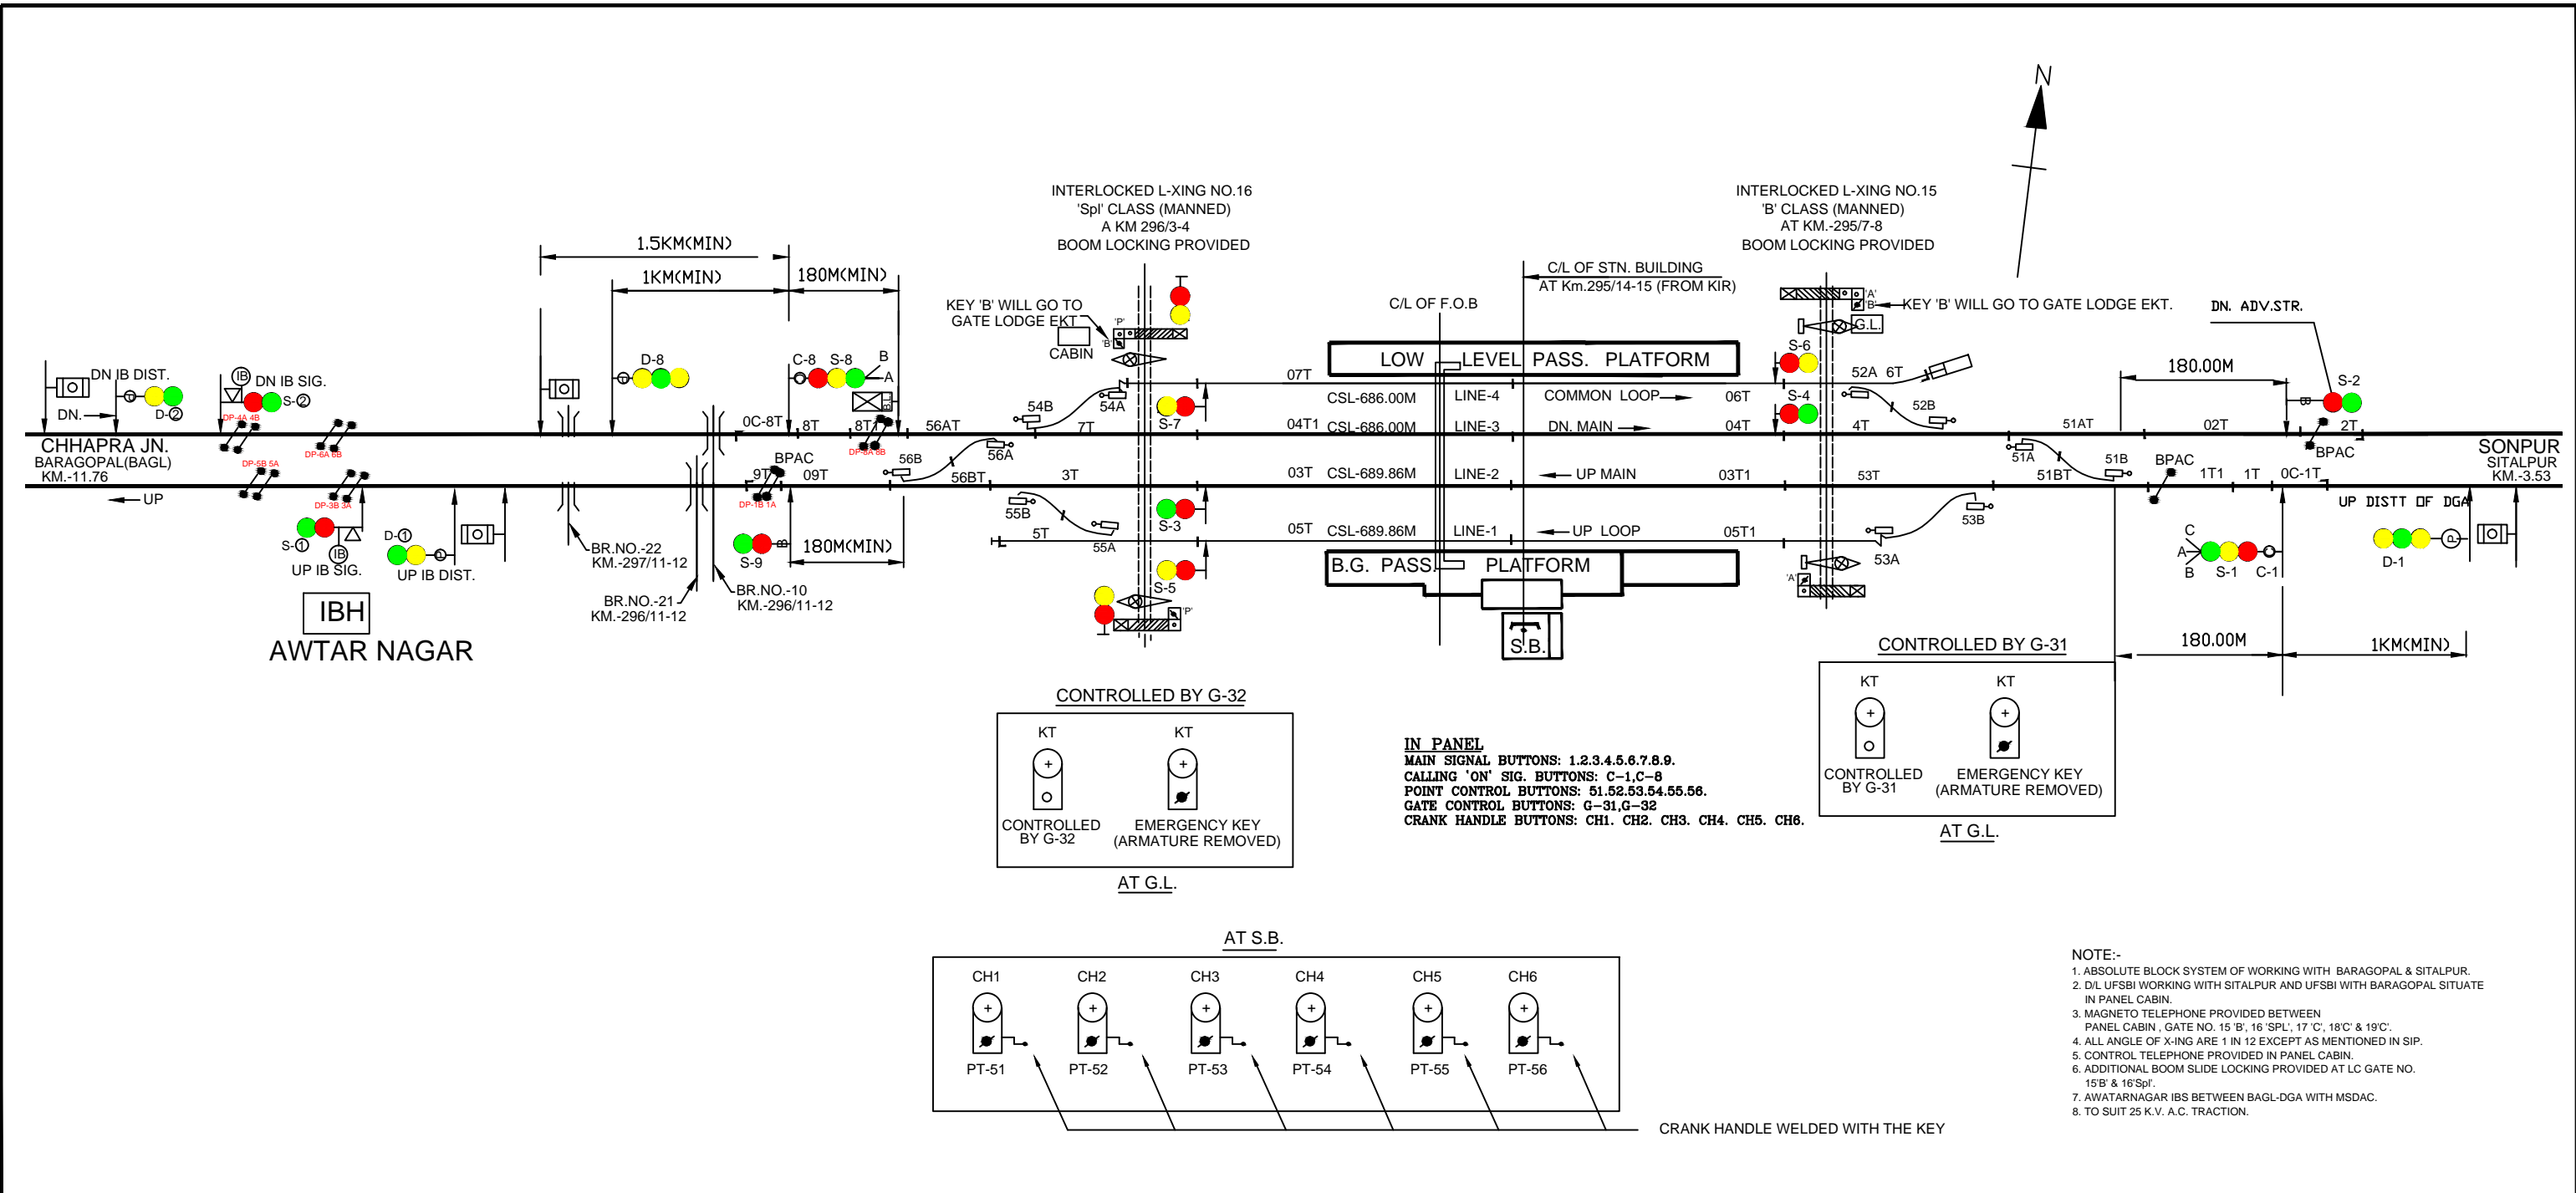 N
INTERLOCKED L-XING NO.16
'Spl' CLASS (MANNED)
A KM 296/3-4
BOOM LOCKING PROVIDED
INTERLOCKED L-XING NO.15
'B' CLASS (MANNED)
AT KM.-295/7-8
BOOM LOCKING PROVIDED
1.5KM(MIN)
1KM(MIN)
180M(MIN)
C/L OF STN. BUILDING
AT Km.295/14-15 (FROM KIR)
C/L OF F.O.B
KEY 'B' WILL GO TO
GATE LODGE EKT
CABIN
'P'
'B'
'A'
'B'
KEY 'B' WILL GO TO GATE LODGE EKT.
G.L.
DN. ADV.STR.
180.00M
LOW LEVEL PASS. PLATFORM
DN IB DIST.
DN.
D-2
IB
DN IB SIG.
S-2
D-8
C-8 S-8
B
A
B.L.
S-6
S-4
S-2
52A 6T
52B
54B
54A
S-7
07T
CSL-686.00M
LINE-4
COMMON LOOP
06T
DP-4A 4B
DP-6A 6B
0C-8T
8T
8T1
56AT
7T
04T1
CSL-686.00M
LINE-3
DN. MAIN
04T
4T
51AT
02T
2T
CHHAPRA JN.
BARAGOPAL(BAGL)
KM.-11.76
DP-8A 8B
56A
56B
51A
51B
BPAC
SONPUR
SITALPUR
KM.-3.53
DP-5B 5A
BPAC
9T
09T
56BT
3T
03T
CSL-689.86M
LINE-2
UP MAIN
03T1
53T
51BT
BPAC
1T1
1T
0C-1T
UP
DP-3B 3A
DP-1B 1A
55B
S-3
53B
UP DISTT OF DGA
S-1
IB
UP IB SIG.
D-1
UP IB DIST.
S-9
180M(MIN)
5T
55A
05T
CSL-689.86M
LINE-1
UP LOOP
05T1
53A
C
A
B
S-1
C-1
P
D-1
BR.NO.-22
KM.-297/11-12
BR.NO.-21
KM.-296/11-12
BR.NO.-10
KM.-296/11-12
S-5
'P'
B.G. PASS. PLATFORM
'A'
IBH
AWTAR NAGAR
S.B.
180.00M
1KM(MIN)
CONTROLLED BY G-31
KT
KT
CONTROLLED
BY G-31
EMERGENCY KEY
(ARMATURE REMOVED)
AT G.L.
CONTROLLED BY G-32
KT
KT
CONTROLLED
BY G-32
EMERGENCY KEY
(ARMATURE REMOVED)
AT G.L.
IN PANEL
MAIN SIGNAL BUTTONS: 1.2.3.4.5.6.7.8.9.
CALLING 'ON' SIG. BUTTONS: C-1,C-8
POINT CONTROL BUTTONS: 51.52.53.54.55.56.
GATE CONTROL BUTTONS: G-31,G-32
CRANK HANDLE BUTTONS: CH1. CH2. CH3. CH4. CH5. CH6.
AT S.B.
CH1 CH2 CH3 CH4 CH5 CH6
PT-51 PT-52 PT-53 PT-54 PT-55 PT-56
CRANK HANDLE WELDED WITH THE KEY
NOTE:-
1. ABSOLUTE BLOCK SYSTEM OF WORKING WITH BARAGOPAL & SITALPUR.
2. D/L UFSBI WORKING WITH SITALPUR AND UFSBI WITH BARAGOPAL SITUATE
IN PANEL CABIN.
3. MAGNETO TELEPHONE PROVIDED BETWEEN
PANEL CABIN , GATE NO. 15 'B', 16 'SPL', 17 'C', 18'C' & 19'C'.
4. ALL ANGLE OF X-ING ARE 1 IN 12 EXCEPT AS MENTIONED IN SIP.
5. CONTROL TELEPHONE PROVIDED IN PANEL CABIN.
6. ADDITIONAL BOOM SLIDE LOCKING PROVIDED AT LC GATE NO.
15'B' & 16'Spl'.
7. AWATARNAGAR IBS BETWEEN BAGL-DGA WITH MSDAC.
8. TO SUIT 25 K.V. A.C. TRACTION.